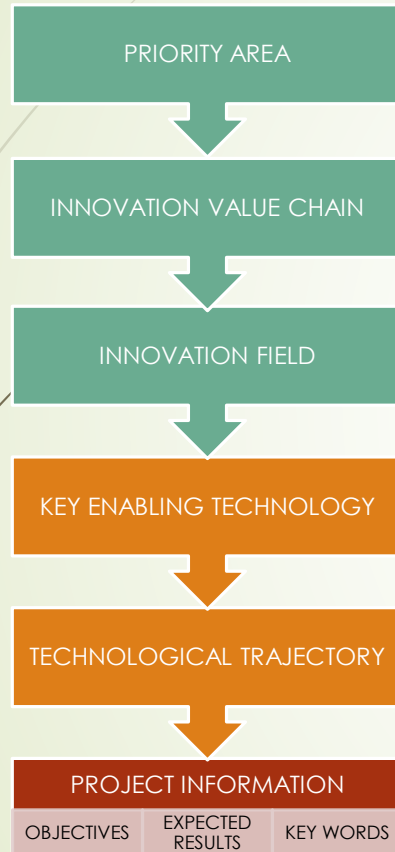 PRIORITY AREA
INNOVATION VALUE CHAIN
INNOVATION FIELD
KEY ENABLING TECHNOLOGY
TECHNOLOGICAL TRAJECTORY
PROJECT INFORMATION
OBJECTIVES
EXPECTED
RESULTS
KEY WORDS